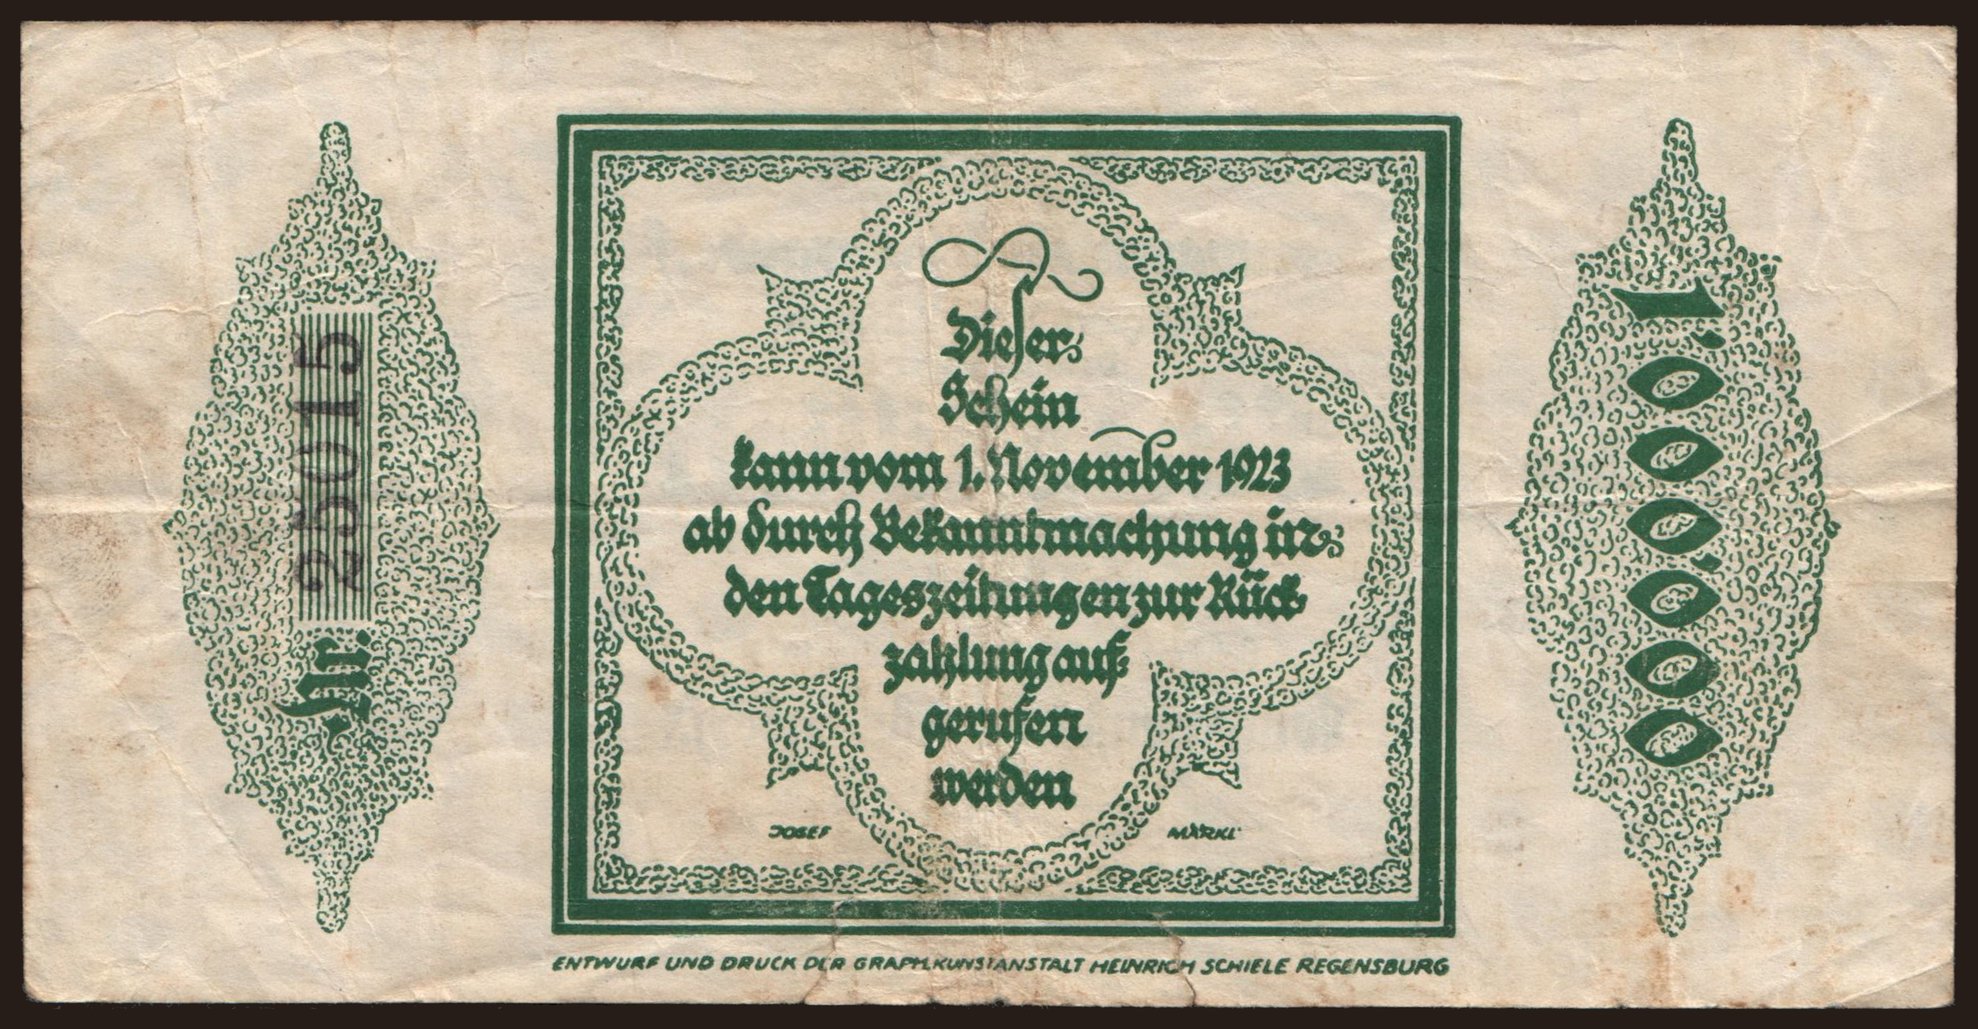 Nr. 25015
Dieser
Schein
kann vom 1. November 1923
ab durch Bekanntmachung in
den Tageszeitungen zur Rück-
zahlung auf-
gerufen
werden
JOSEF MÄRKL
ENTWURF UND DRUCK DER GRAPH. KUNSTANSTALT HEINRICH SCHIELE REGENSBURG
1.000.000